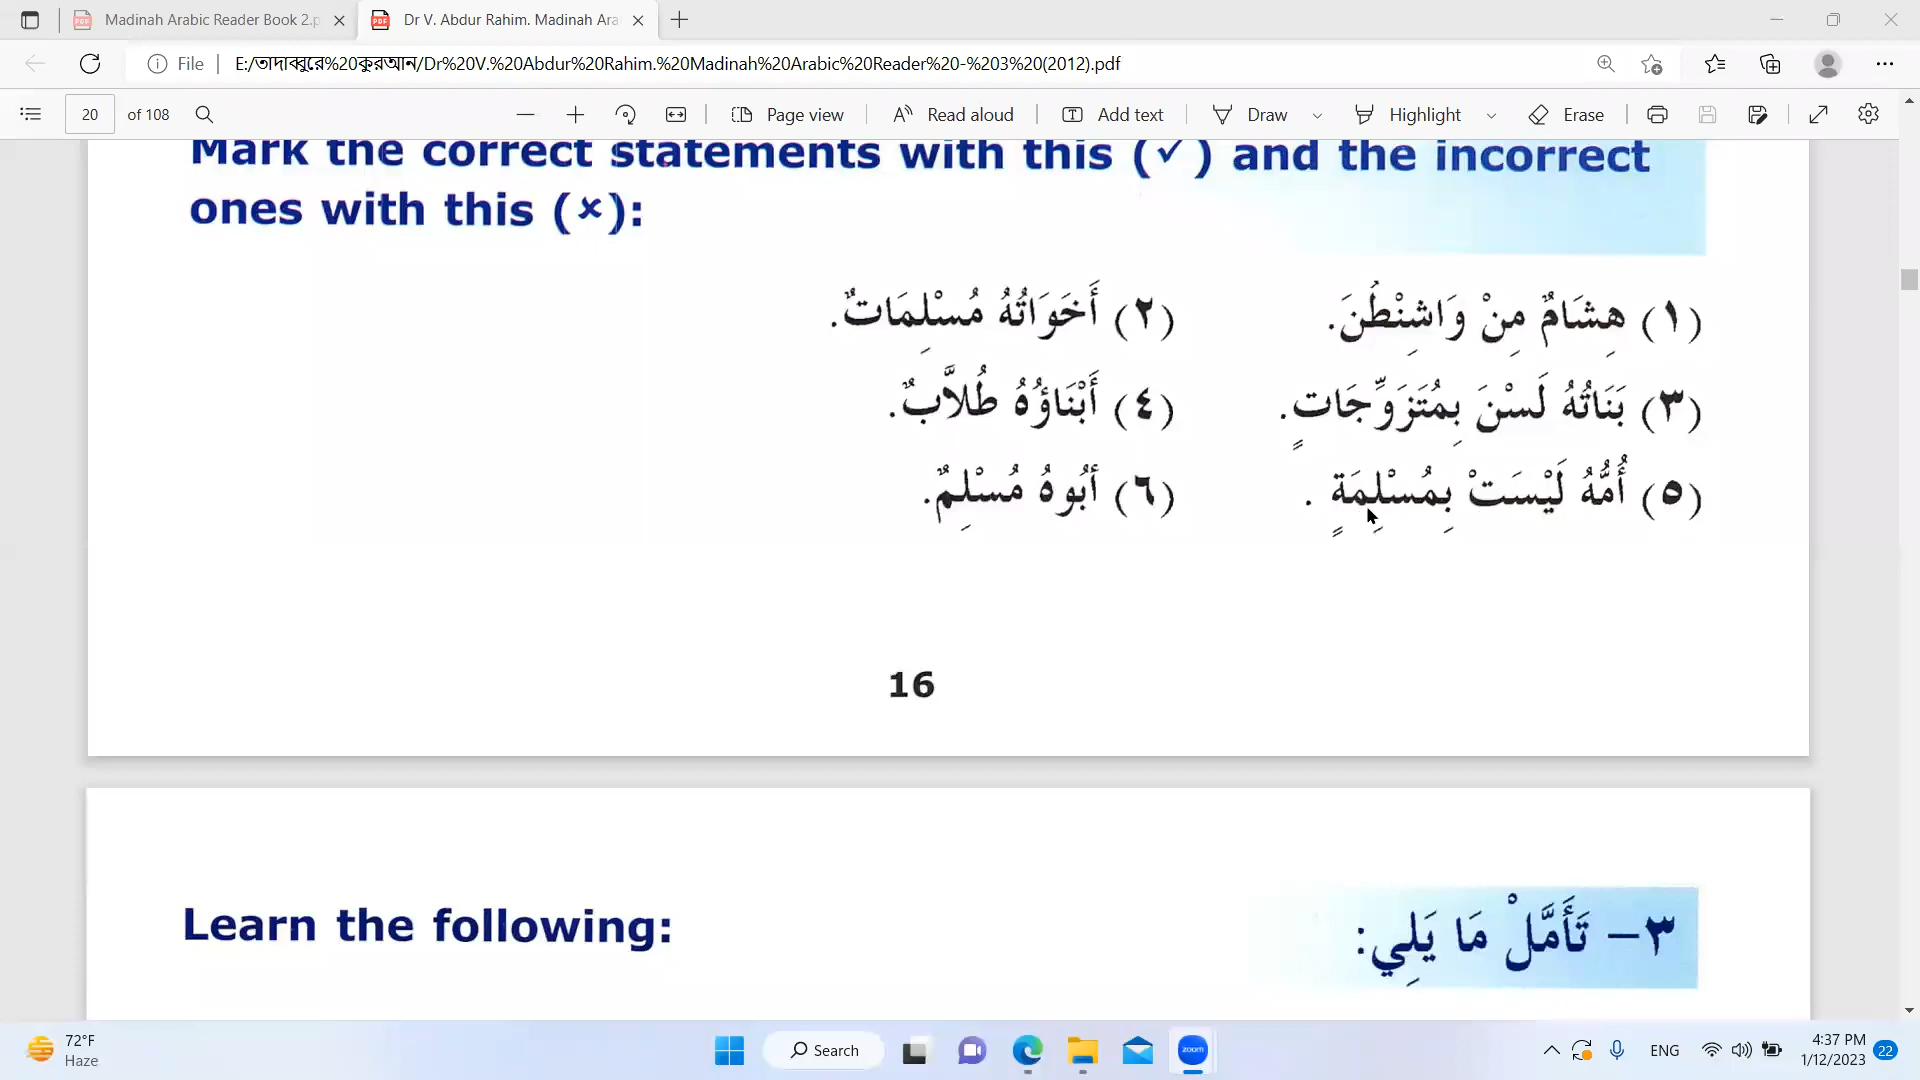 Madinah Arabic Reader Book 2.p
Dr V. Abdur Rahim. Madinah Ara
File
E:/তাদাব্বুরে%20কুরআন/Dr%20V.%20Abdur%20Rahim.%20Madinah%20Arabic%20Reader%20-%203%20(2012).pdf
20 of 108
Page view
Read aloud
Add text
Draw
Highlight
Erase
Mark the correct statements with this (✓) and the incorrect
ones with this (×):
(١) هِشَامٌ مِنْ وَاشِنْطُنَ.
(٢) أَخَوَاتُهُ مُسْلِمَاتٌ.
(٣) بَنَاتُهُ لَسْنَ بِمُتَزَوِّجَاتٍ.
(٤) أَبْنَاؤُهُ طُلاَّبٌ.
(٥) أُمُّهُ لَيْسَتْ بِمُسْلِمَةٍ .
(٦) أَبُوهُ مُسْلِمٌ.
16
Learn the following:
٣– تَأَمَّلْ مَا يَلِي:
72°F
Haze
Search
zoom
ENG
4:37 PM
1/12/2023
22